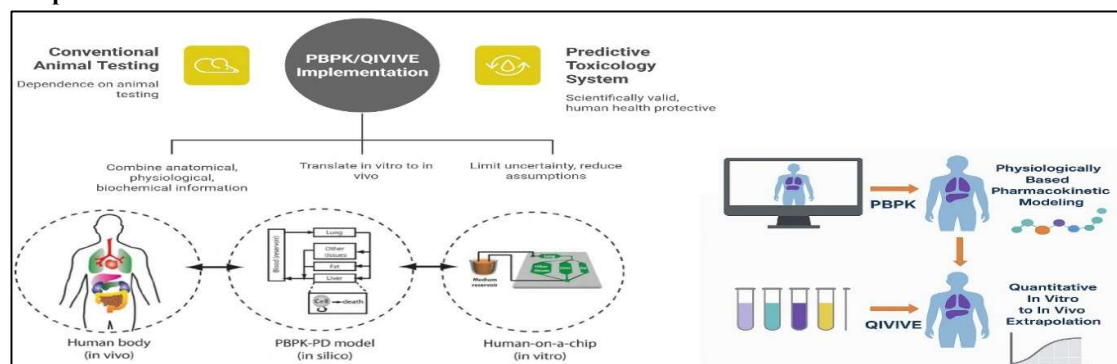 Conventional
Animal Testing
Dependence on animal
testing
PBPK/QIVIVE
Implementation
Predictive
Toxicology
System
Scientifically valid,
human health protective
Combine anatomical,
physiological,
biochemical information
Translate in vitro to in
vivo
Limit uncertainty, reduce
assumptions
Blood reservoir
Lung
Other
tissues
Fat
Liver
Cell
death
Medium
reservoir
Human body
(in vivo)
PBPK-PD model
(in silico)
Human-on-a-chip
(in vitro)
PBPK
Physiologically
Based
Pharmacokinetic
Modeling
QIVIVE
Quantitative
In Vitro
to In Vivo
Extrapolation